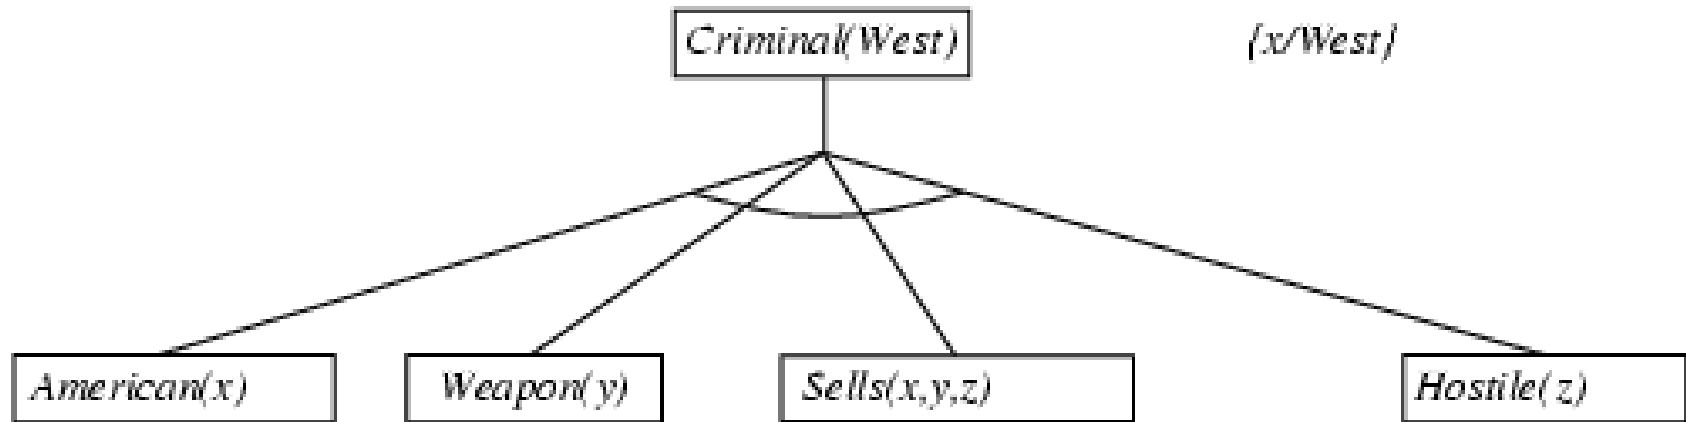 Criminal(West) {x/West}
American(x) Weapon(y) Sells(x,y,z) Hostile(z)